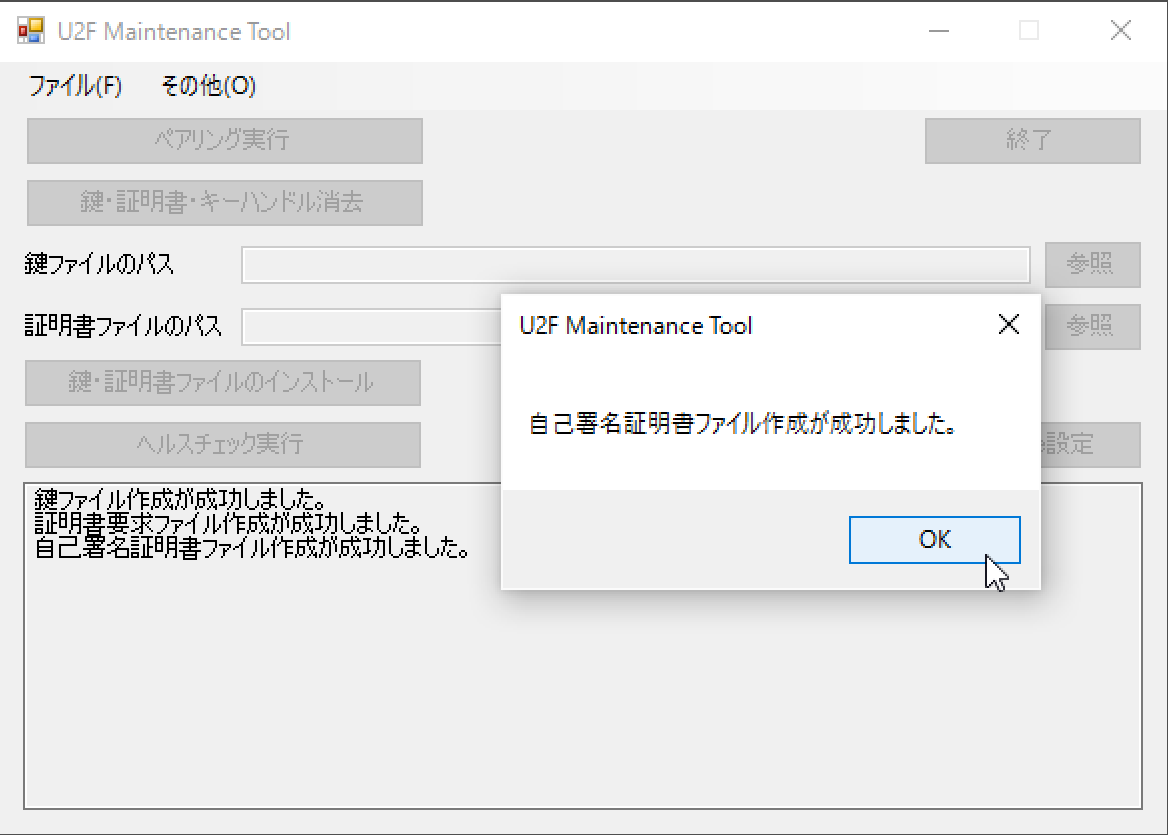 U2F Maintenance Tool
ファイル(F) その他(O)
ペアリング実行 終了
鍵・証明書・キーハンドル消去
鍵ファイルのパス 参照
証明書ファイルのパス 参照
U2F Maintenance Tool
自己署名証明書ファイル作成が成功しました。
OK
鍵・証明書ファイルのインストール
ヘルスチェック実行 設定
鍵ファイル作成が成功しました。
証明書要求ファイル作成が成功しました。
自己署名証明書ファイル作成が成功しました。